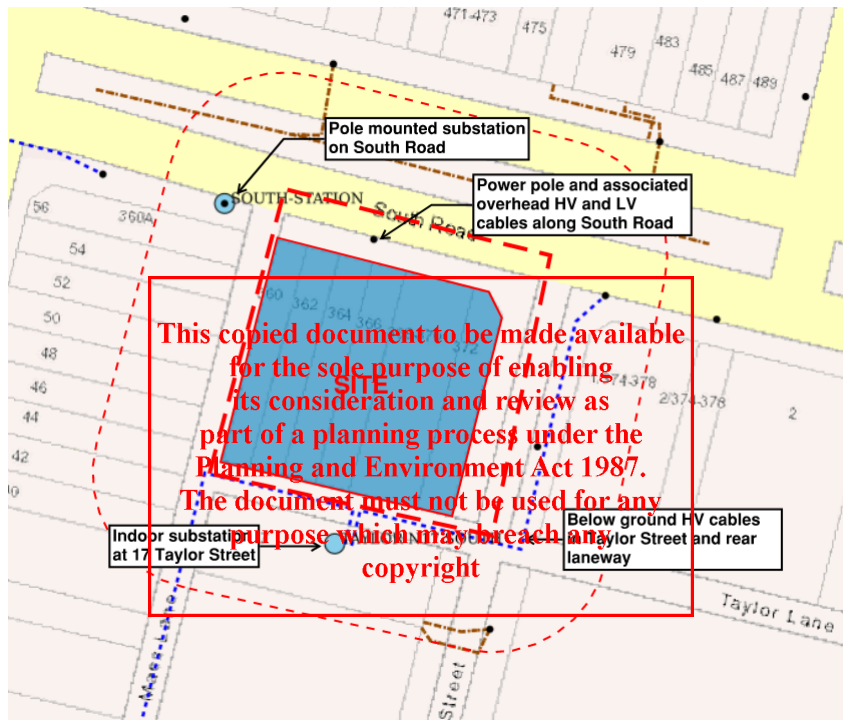 471-473
475
479
483
485
487
489
Pole mounted substation
on South Road
SOUTH-STATION
Power pole and associated
overhead HV and LV
cables along South Road
South Road
56
360A
54
52
50
48
46
44
42
360
362
364
366
372
SITE
This copied document to be made available
for the sole purpose of enabling
its consideration and review as
part of a planning process under the
Planning and Environment Act 1987.
The document must not be used for any
purpose which may breach any
copyright
1/374-378
2/374-378
2
Indoor substation
at 17 Taylor Street
Below ground HV cables
in Taylor Street and rear
laneway
Taylor Lane
Street